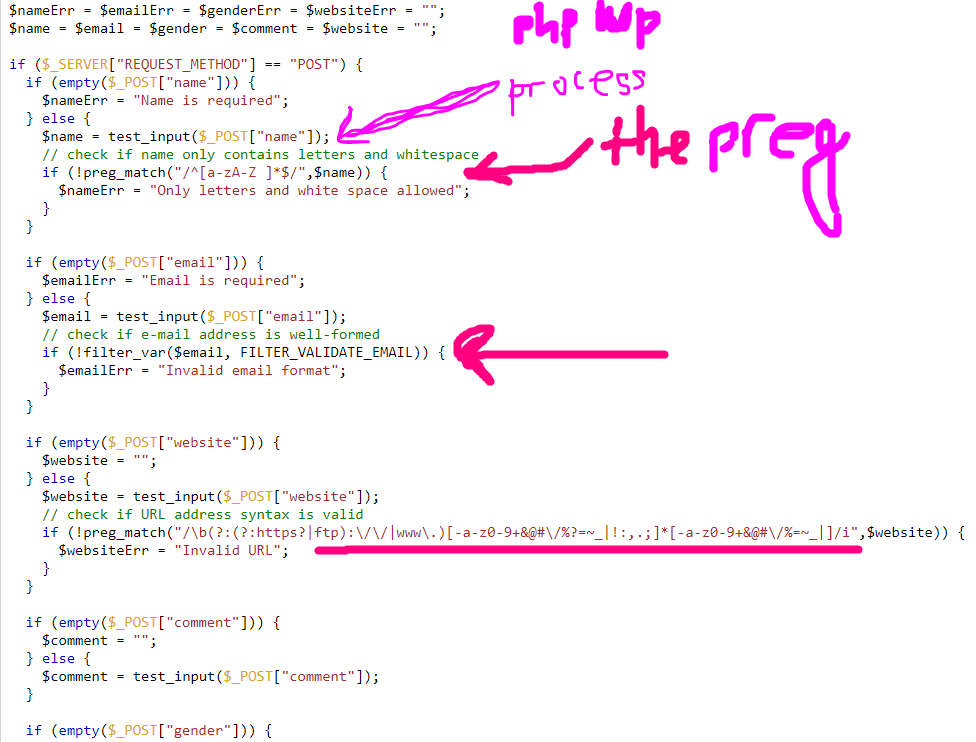 $nameErr = $emailErr = $genderErr = $websiteErr = "";
$name = $email = $gender = $comment = $website = "";
php
process
the preg
if ($_SERVER["REQUEST_METHOD"] == "POST") {
if (empty($_POST["name"])) {
$nameErr = "Name is required";
} else {
$name = test_input($_POST["name"]);
// check if name only contains letters and whitespace
if (!preg_match("/^[a-zA-Z ]*$/",$name)) {
$nameErr = "Only letters and white space allowed";
}
}
if (empty($_POST["email"])) {
$emailErr = "Email is required";
} else {
$email = test_input($_POST["email"]);
// check if e-mail address is well-formed
if (!filter_var($email, FILTER_VALIDATE_EMAIL)) {
$emailErr = "Invalid email format";
}
}
if (empty($_POST["website"])) {
$website = "";
} else {
$website = test_input($_POST["website"]);
// check if URL address syntax is valid
if (!preg_match("/\b(?:(?:https?|ftp):\/\/|www\.)[-a-z0-9+&@#\/%?=~_|!:,.;]*[-a-z0-9+&@#\/%=~_|]/i",$website)) {
$websiteErr = "Invalid URL";
}
}
if (empty($_POST["comment"])) {
$comment = "";
} else {
$comment = test_input($_POST["comment"]);
}
if (empty($_POST["gender"])) {